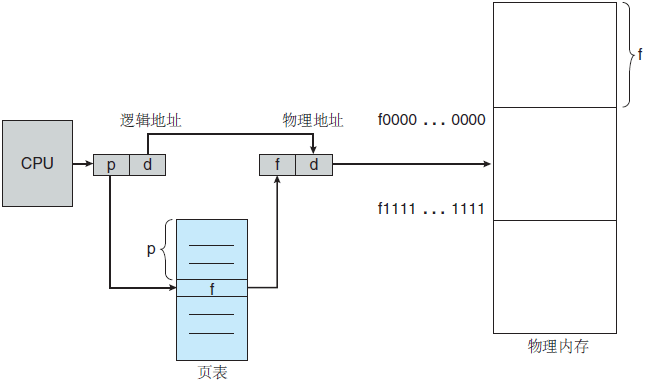 f
逻辑地址
物理地址
f0000 ... 0000
CPU
p
d
f
d
f1111 ... 1111
p
f
物理内存
页表